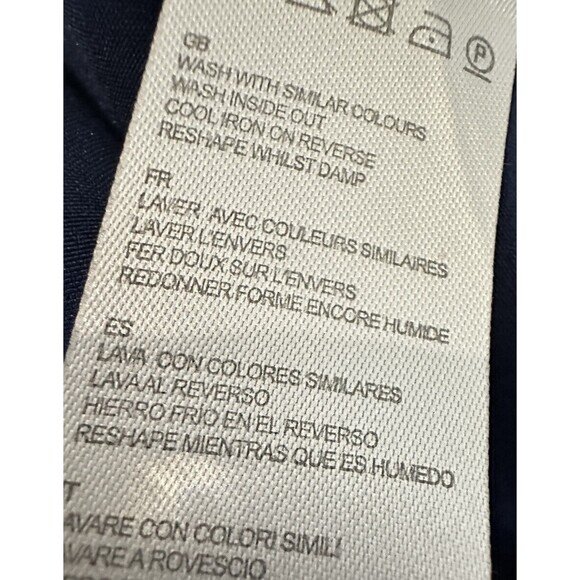 P
GB
WASH WITH SIMILAR COLOURS
WASH INSIDE OUT
COOL IRON ON REVERSE
RESHAPE WHILST DAMP
FR
LAVER AVEC COULEURS SIMILAIRES
LAVER L'ENVERS
FER DOUX SUR L'ENVERS
REDONNER FORME ENCORE HUMIDE
ES
LAVA CON COLORES SIMILARES
LAVA AL REVERSO
HIERRO FRIO EN EL REVERSO
RESHAPE MIENTRAS QUE ES HUMEDO
T
AVARE CON COLORI SIMILI
VARE A ROVESCIO